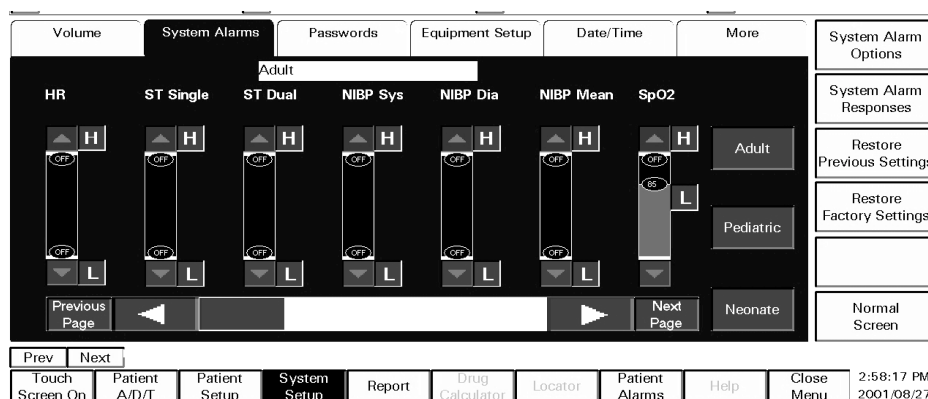 Volume System Alarms Passwords Equipment Setup Date/Time More
System Alarm
Options
Adult
HR ST Single ST Dual NIBP Sys NIBP Dia NIBP Mean SpO2
System Alarm
Responses
H H H H H H H
OFF OFF OFF OFF OFF OFF OFF
Adult
Restore
Previous Settings
85
L
Restore
Factory Settings
Pediatric
OFF OFF OFF OFF OFF OFF
L L L L L L
Previous
Page
Next
Page
Neonate
Normal
Screen
Prev Next
Touch
Screen On
Patient
A/D/T
Patient
Setup
System
Setup
Report
Drug
Calculator
Locator
Patient
Alarms
Help
Close
Menu
2:58:17 PM
2001/08/27